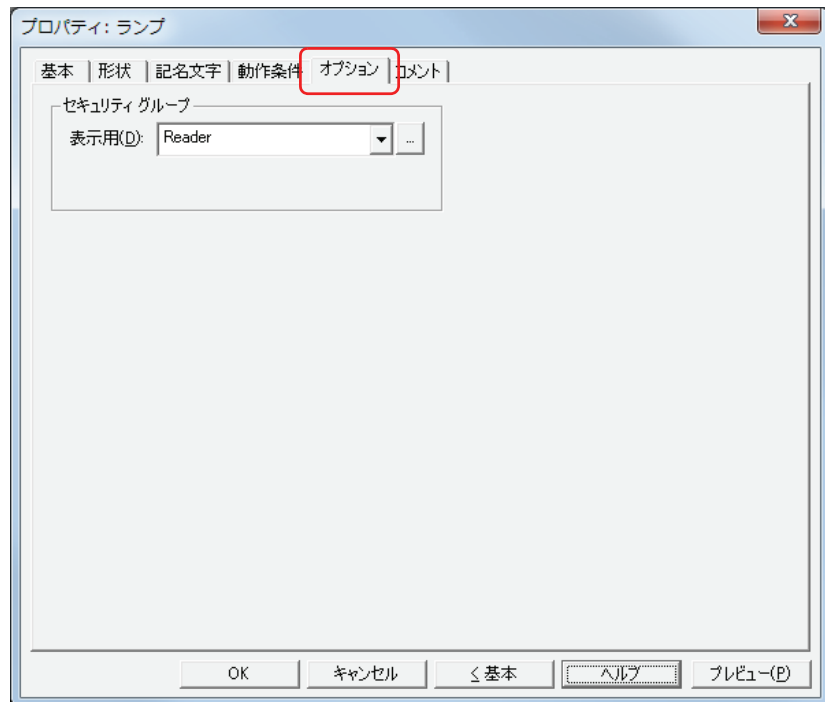 プロパティ: ランプ
基本 形状 記名文字 動作条件 オプション コメント
セキュリティ グループ
表示用(D): Reader ...
OK キャンセル < 基本 ヘルプ プレビュー(P)